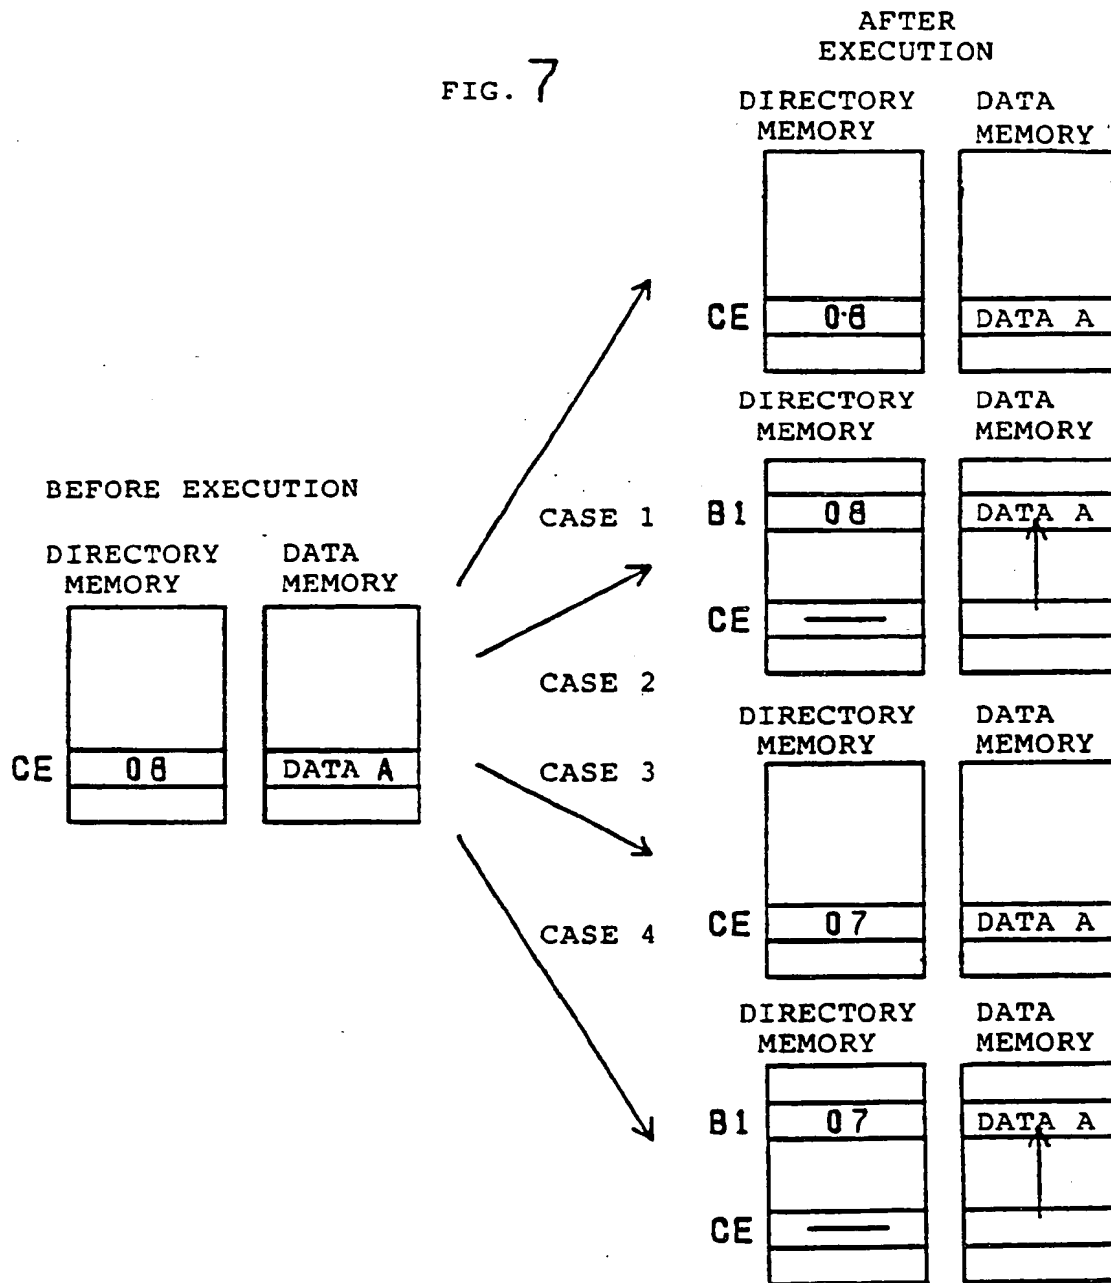 FIG. 7
AFTER
EXECUTION
DIRECTORY DATA
MEMORY MEMORY
CE 08 DATA A
DIRECTORY DATA
MEMORY MEMORY
B1 08 DATA A
CE —
BEFORE EXECUTION
DIRECTORY DATA
MEMORY MEMORY
CE 08 DATA A
CASE 1
CASE 2
CASE 3
CASE 4
DIRECTORY DATA
MEMORY MEMORY
CE 07 DATA A
DIRECTORY DATA
MEMORY MEMORY
B1 07 DATA A
CE —